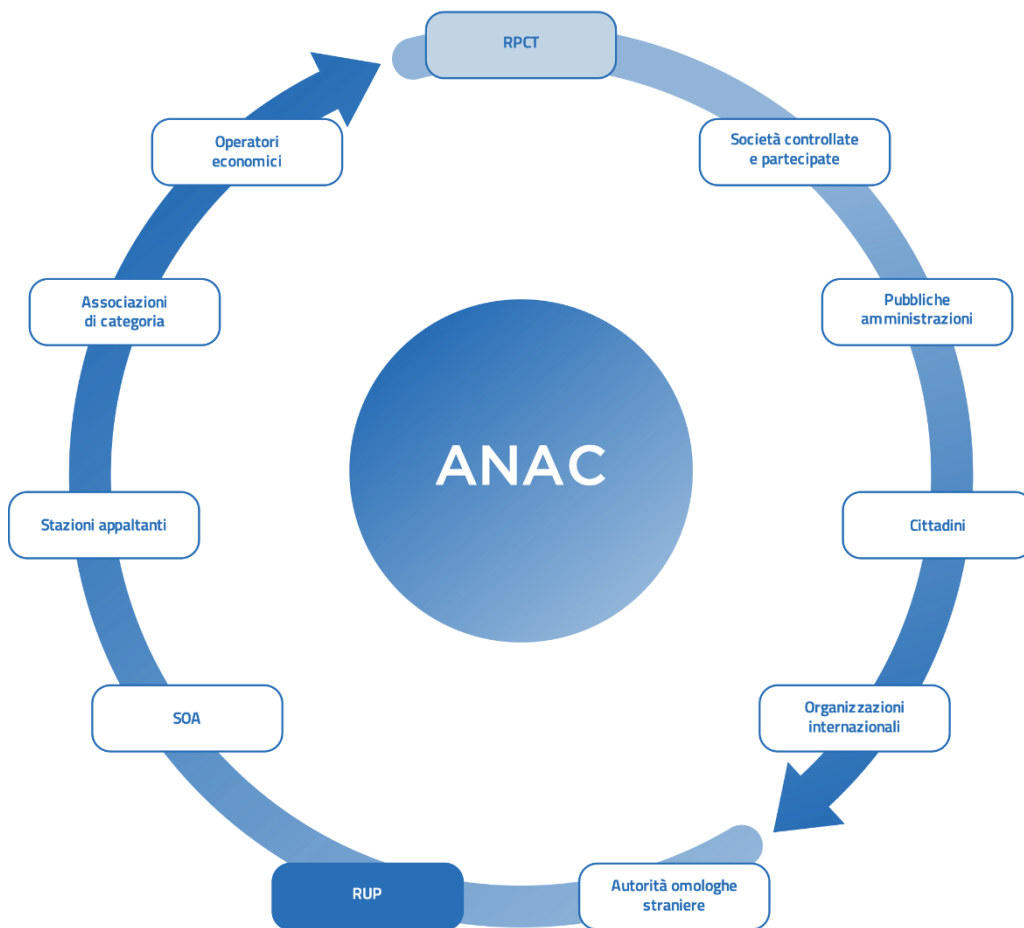 RPCT
Operatori
economici
Società controllate
e partecipate
Associazioni
di categoria
Pubbliche
amministrazioni
ANAC
Stazioni appaltanti
Cittadini
SOA
Organizzazioni
internazionali
RUP
Autorità omologhe
straniere